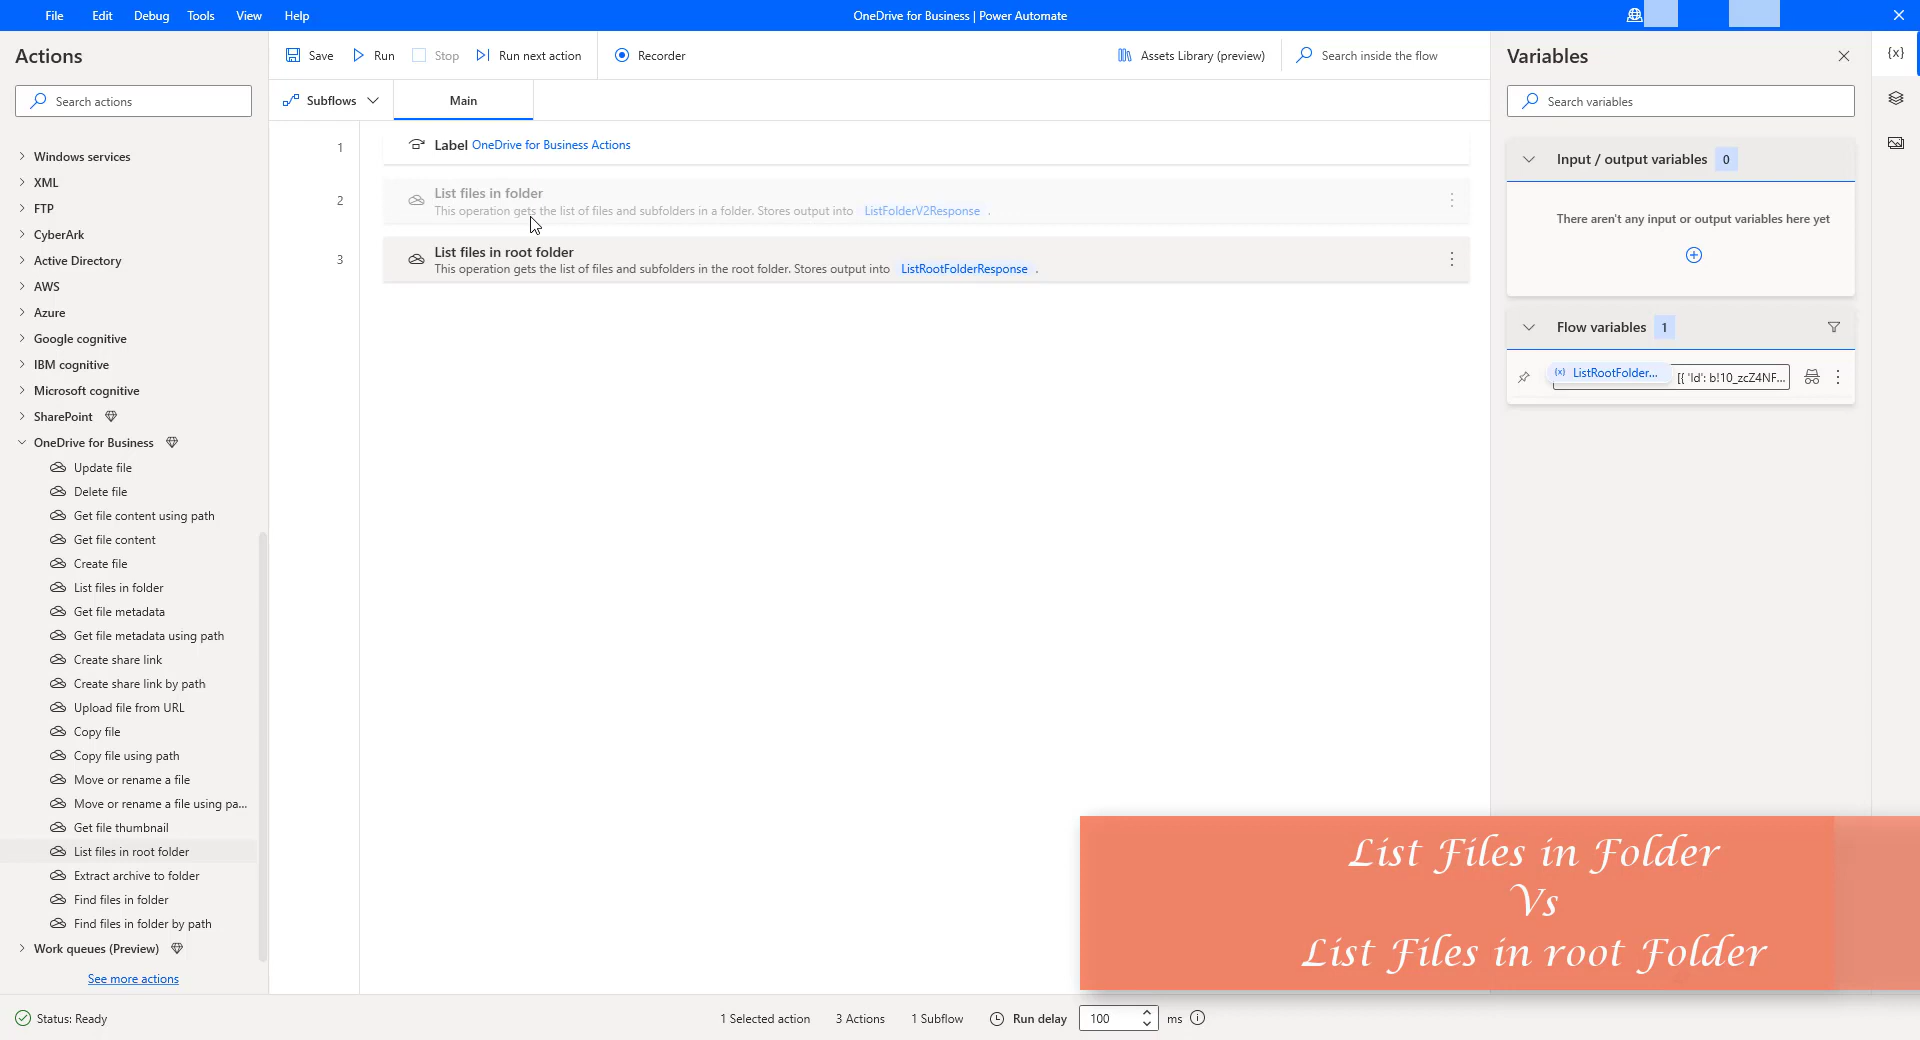 File Edit Debug Tools View Help
OneDrive for Business | Power Automate
Actions
Search actions
Windows services
XML
FTP
CyberArk
Active Directory
AWS
Azure
Google cognitive
IBM cognitive
Microsoft cognitive
SharePoint
OneDrive for Business
Update file
Delete file
Get file content using path
Get file content
Create file
List files in folder
Get file metadata
Get file metadata using path
Create share link
Create share link by path
Upload file from URL
Copy file
Copy file using path
Move or rename a file
Move or rename a file using pa...
Get file thumbnail
List files in root folder
Extract archive to folder
Find files in folder
Find files in folder by path
Work queues (Preview)
See more actions
Save Run Stop Run next action Recorder
Assets Library (preview) Search inside the flow
Subflows Main
1 Label OneDrive for Business Actions
2 List files in folder
This operation gets the list of files and subfolders in a folder. Stores output into ListFolderV2Response .
3 List files in root folder
This operation gets the list of files and subfolders in the root folder. Stores output into ListRootFolderResponse .
Variables
{x}
Search variables
Input / output variables 0
There aren't any input or output variables here yet
Flow variables 1
(x) ListRootFolder... [{ 'Id': b!10_zcZ4NF...
List Files in Folder
Vs
List Files in root Folder
Status: Ready
1 Selected action 3 Actions 1 Subflow Run delay 100 ms